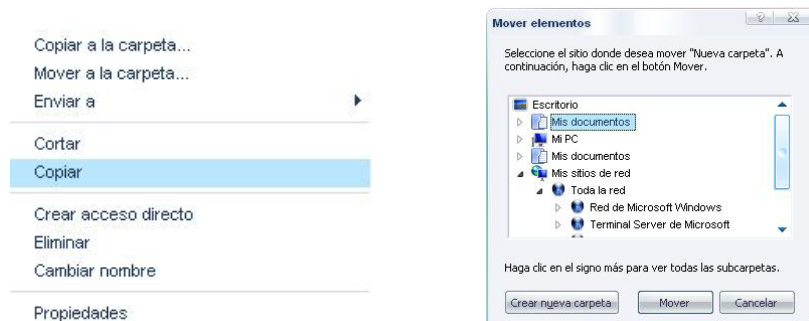 Copiar a la carpeta...
Mover a la carpeta...
Enviar a
Cortar
Copiar
Crear acceso directo
Eliminar
Cambiar nombre
Propiedades
Mover elementos
Seleccione el sitio donde desea mover "Nueva carpeta". A
continuación, haga clic en el botón Mover.
Escritorio
Mis documentos
Mi PC
Mis documentos
Mis sitios de red
Toda la red
Red de Microsoft Windows
Terminal Server de Microsoft
Haga clic en el signo más para ver todas las subcarpetas.
Crear nueva carpeta Mover Cancelar